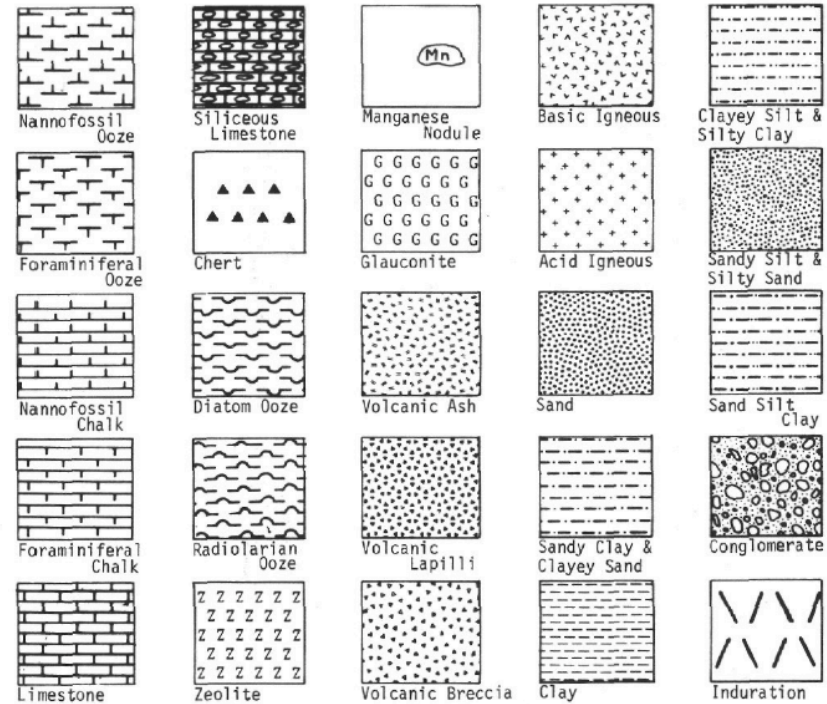 Nannofossil
Ooze
Siliceous
Limestone
Mn
Manganese
Nodule
Basic Igneous
Clayey Silt &
Silty Clay
Foraminiferal
Ooze
Chert
G G G G G G
G G G G G G
G G G G G G
G G G G G G
G G G G G G
Glauconite
Acid Igneous
Sandy Silt &
Silty Sand
Nannofossil
Chalk
Diatom Ooze
Volcanic Ash
Sand
Sand Silt
Clay
Foraminiferal
Chalk
Radiolarian
Ooze
Volcanic
Lapilli
Sandy Clay &
Clayey Sand
Conglomerate
Limestone
Z Z Z Z Z Z
Z Z Z Z Z
Z Z Z Z Z Z
Z Z Z Z Z
Z Z Z Z Z Z
Zeolite
Volcanic Breccia
Clay
Induration